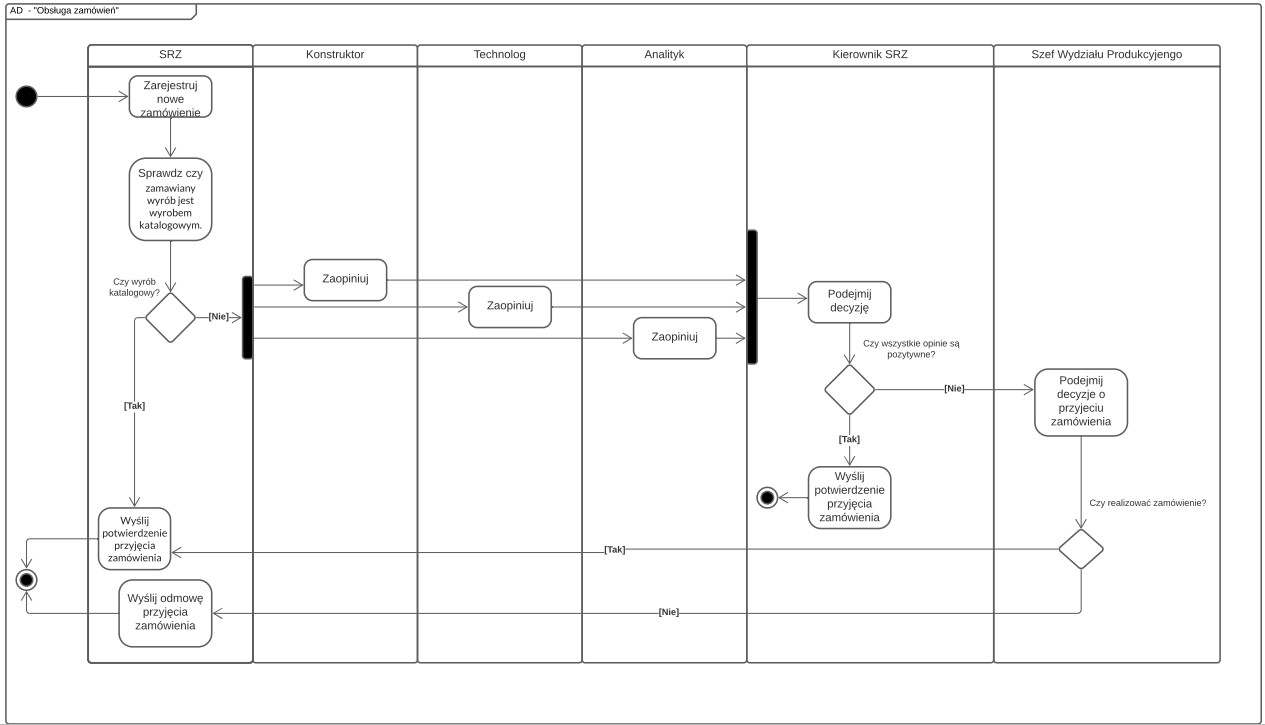 AD - "Obsługa zamówień"
SRZ
Konstruktor
Technolog
Analityk
Kierownik SRZ
Szef Wydziału Produkcyjengo
Zarejestruj
nowe
zamówienie
Sprawdz czy
zamawiany
wyrób jest
wyrobem
katalogowym.
Czy wyrób
katalogowy?
[Nie]
[Tak]
Zaopiniuj
Zaopiniuj
Zaopiniuj
Podejmij
decyzję
Czy wszystkie opinie są
pozytywne?
[Nie]
[Tak]
Podejmij
decyzje o
przyjeciu
zamówienia
Wyślij
potwierdzenie
przyjęcia
zamówienia
Czy realizować zamówienie?
[Tak]
[Nie]
Wyślij
potwierdzenie
przyjęcia
zamówienia
Wyślij odmowę
przyjęcia
zamówienia